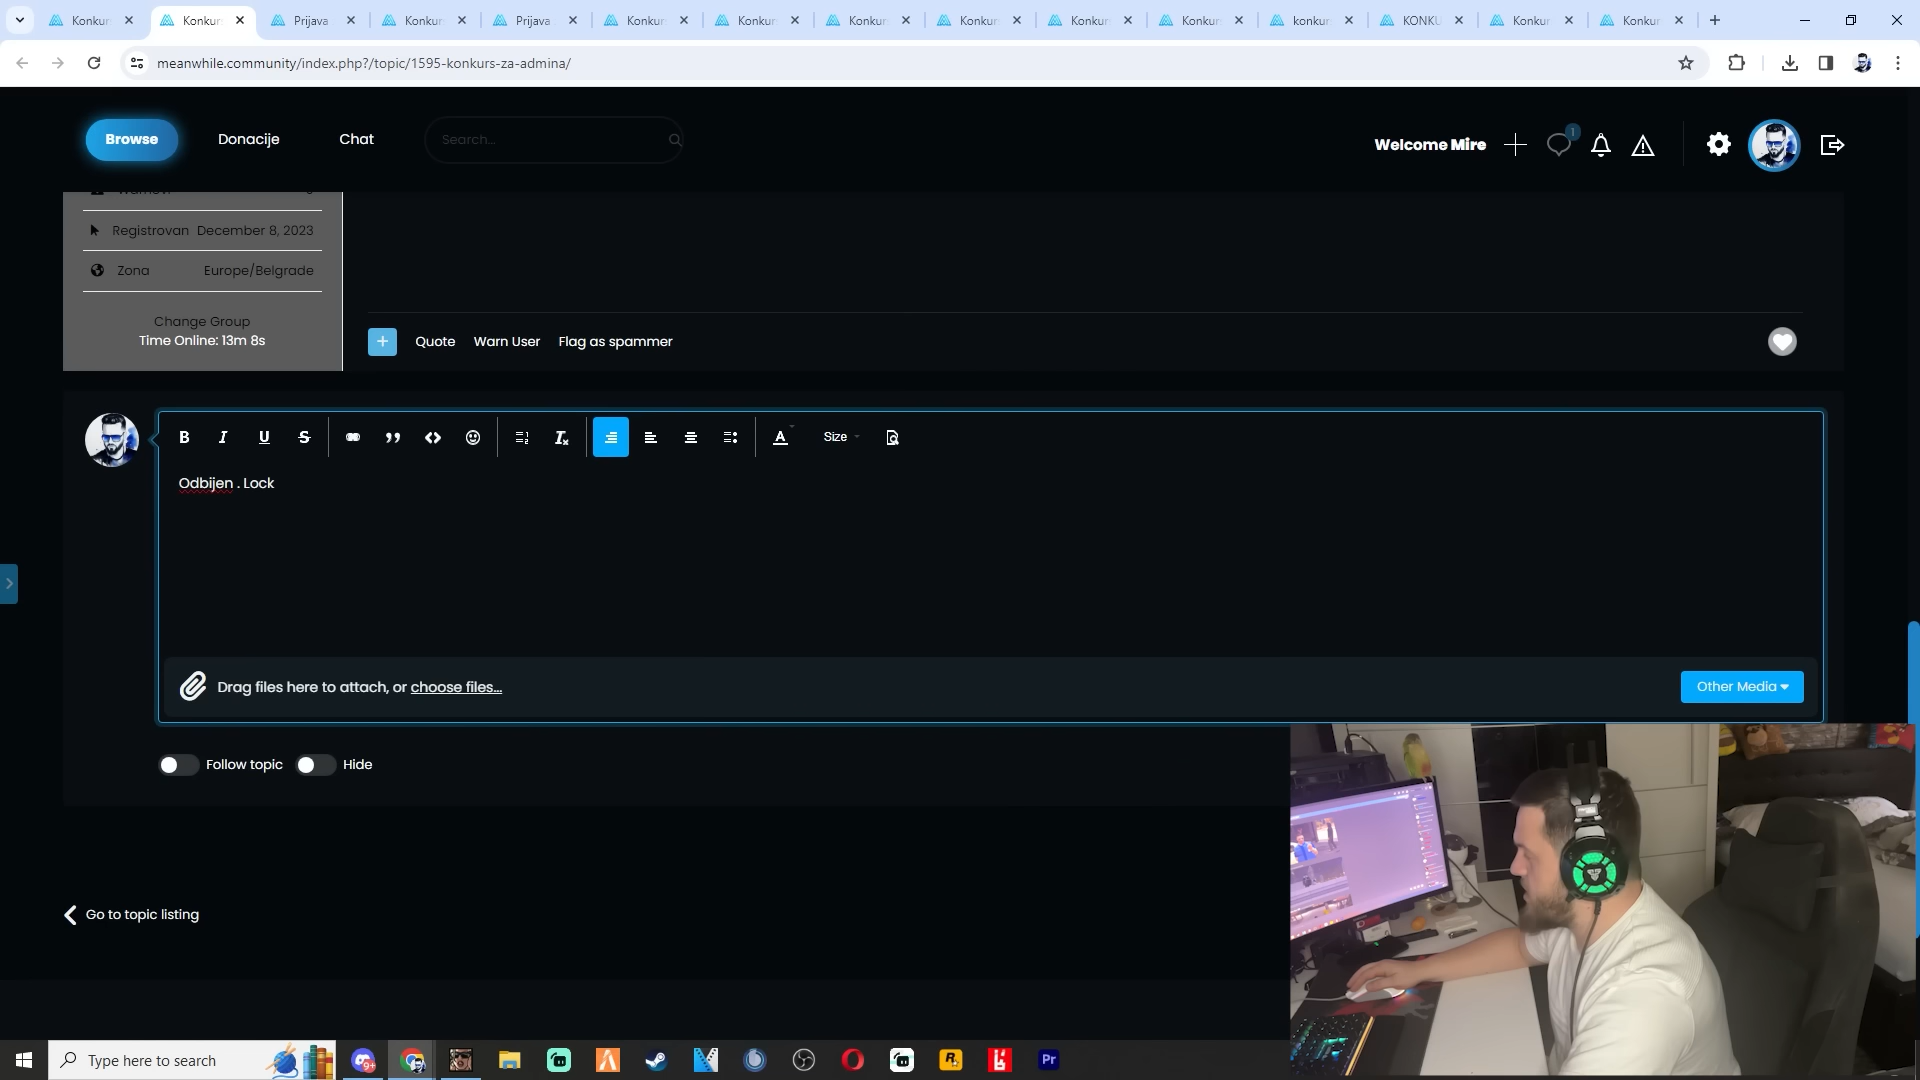 Konkur
Konkur
Prijava
Konkur
Prijava
Konkur
Konkur
Konkur
Konkur
Konkur
Konkur
konkur
KONKU
Konkur
Konkur
meanwhile.community/index.php?/topic/1595-konkurs-za-admina/
Browse
Donacije
Chat
Search...
Welcome Mire
1
Registrovan December 8, 2023
Zona Europe/Belgrade
Change Group
Time Online: 13m 8s
Quote
Warn User
Flag as spammer
B I U S
Size
Odbijen . Lock
Drag files here to attach, or choose files...
Other Media
Follow topic
Hide
Go to topic listing
Type here to search
9+
Pr